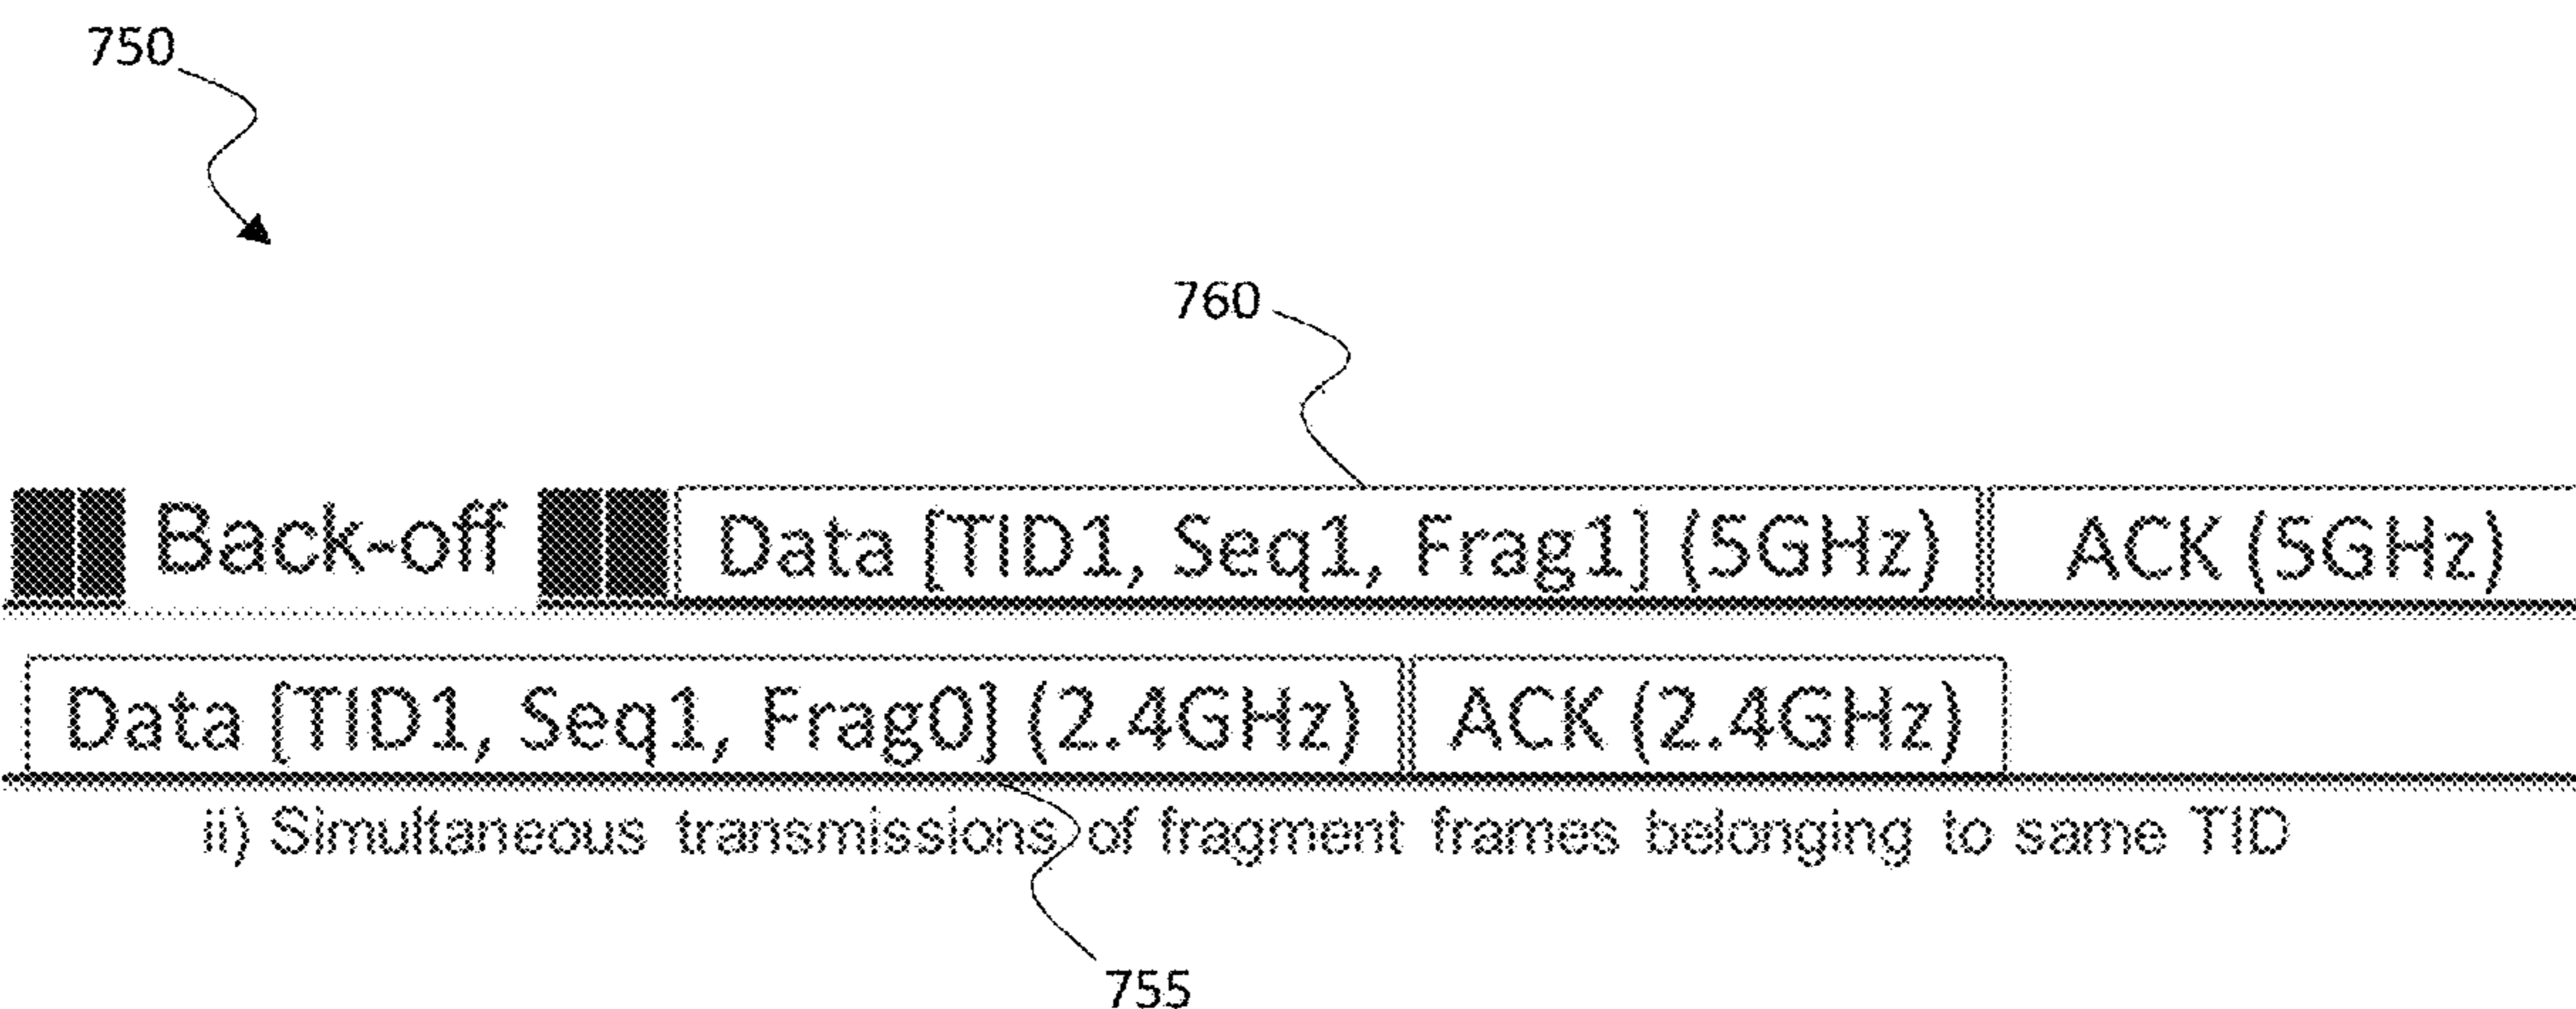 750
760
Back-off Data [TID1, Seq1, Frag1] (5GHz) ACK (5GHz)
Data [TID1, Seq1, Frag0] (2.4GHz) ACK (2.4GHz)
ii) Simultaneous transmissions of fragment frames belonging to same TID
755